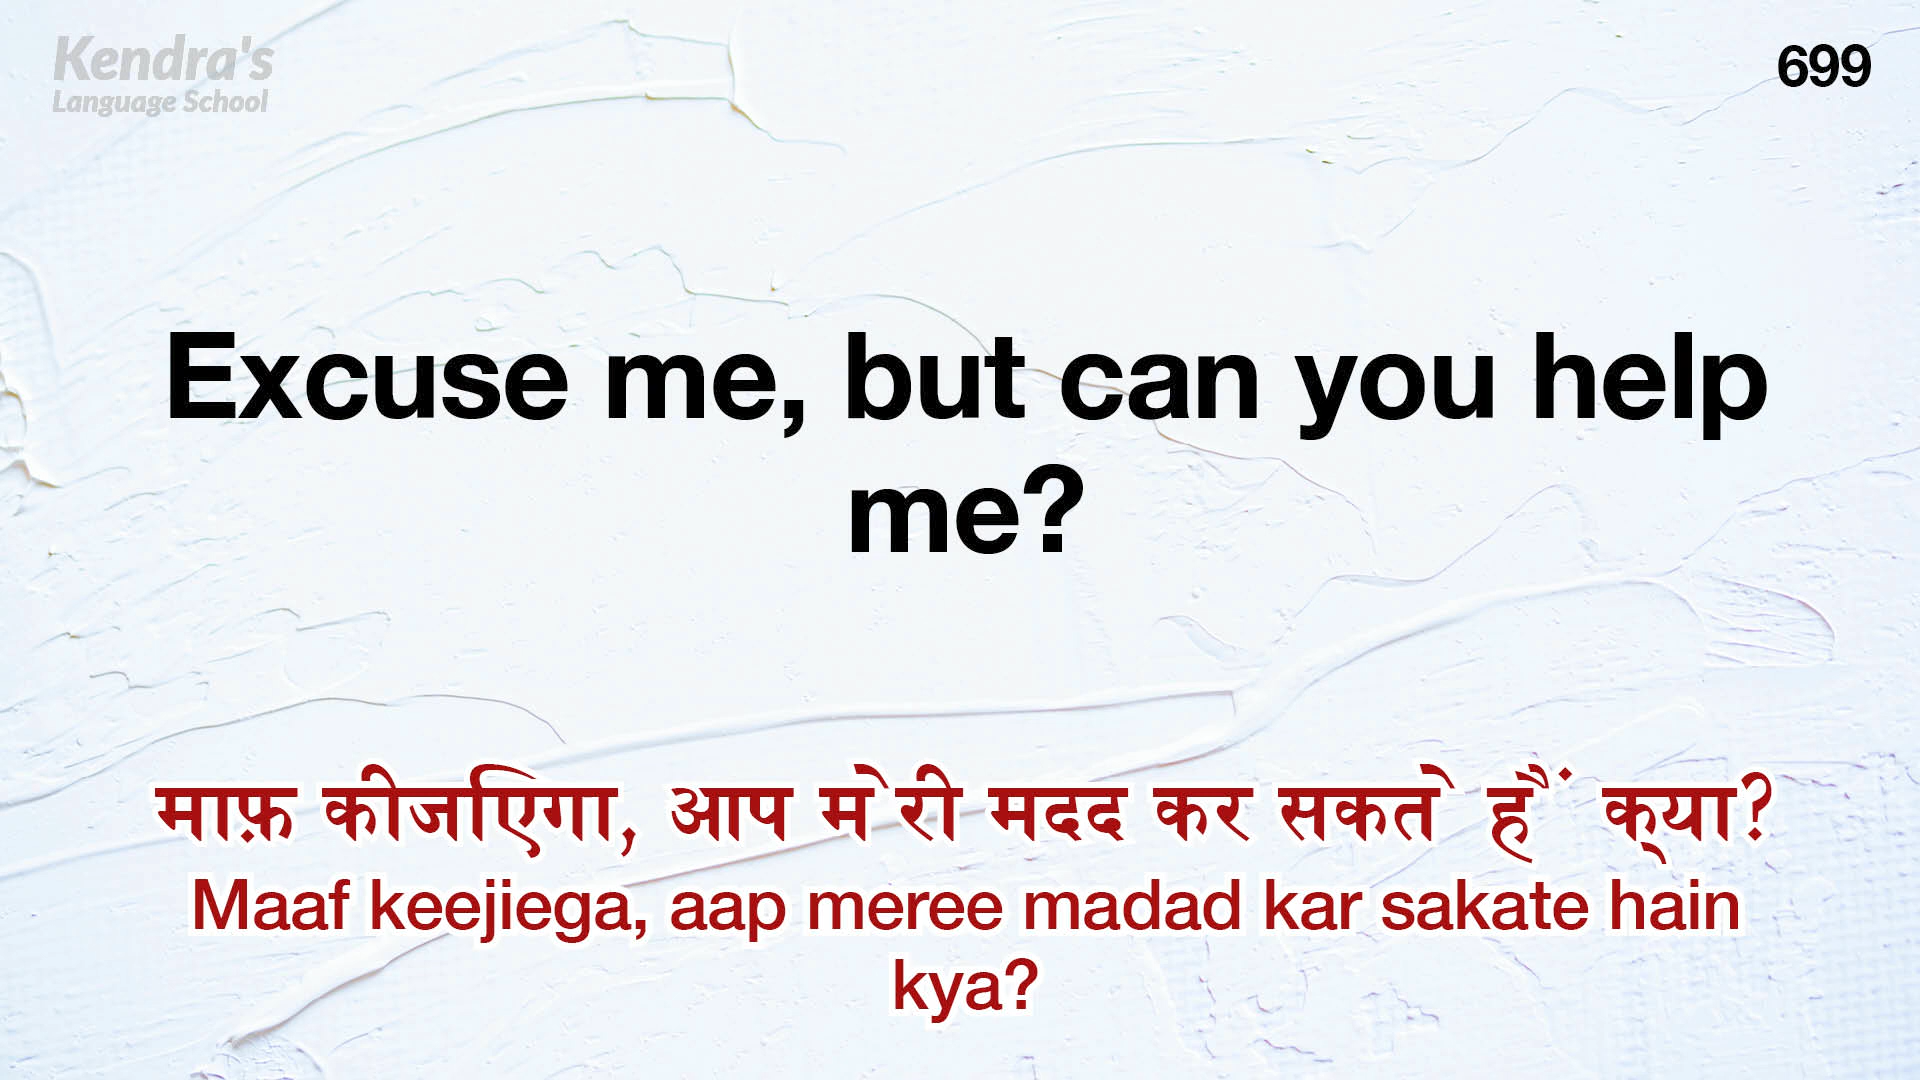 Kendra's
Language School
699
Excuse me, but can you help
me?
माफ़ कीजिएगा, आप मेरी मदद कर सकते हैं क्या?
Maaf keejiega, aap meree madad kar sakate hain
kya?